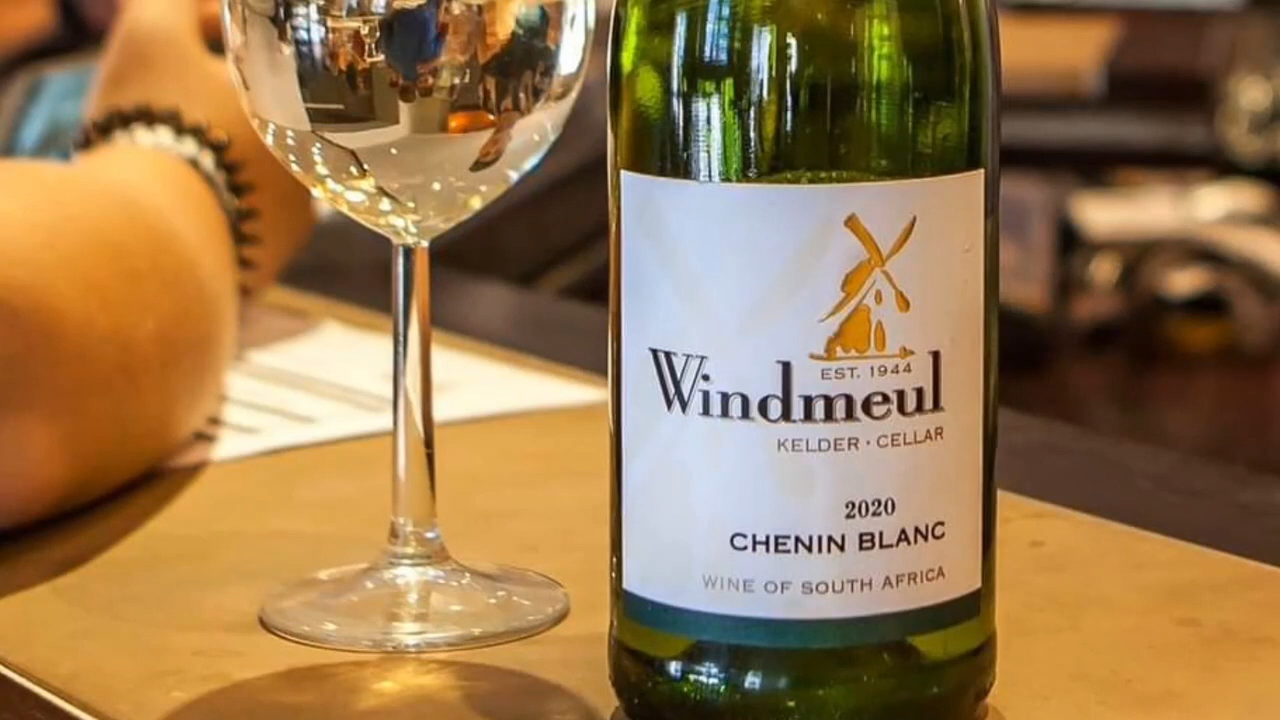 EST. 1944
Windmeul
KELDER · CELLAR
2020
CHENIN BLANC
WINE OF SOUTH AFRICA